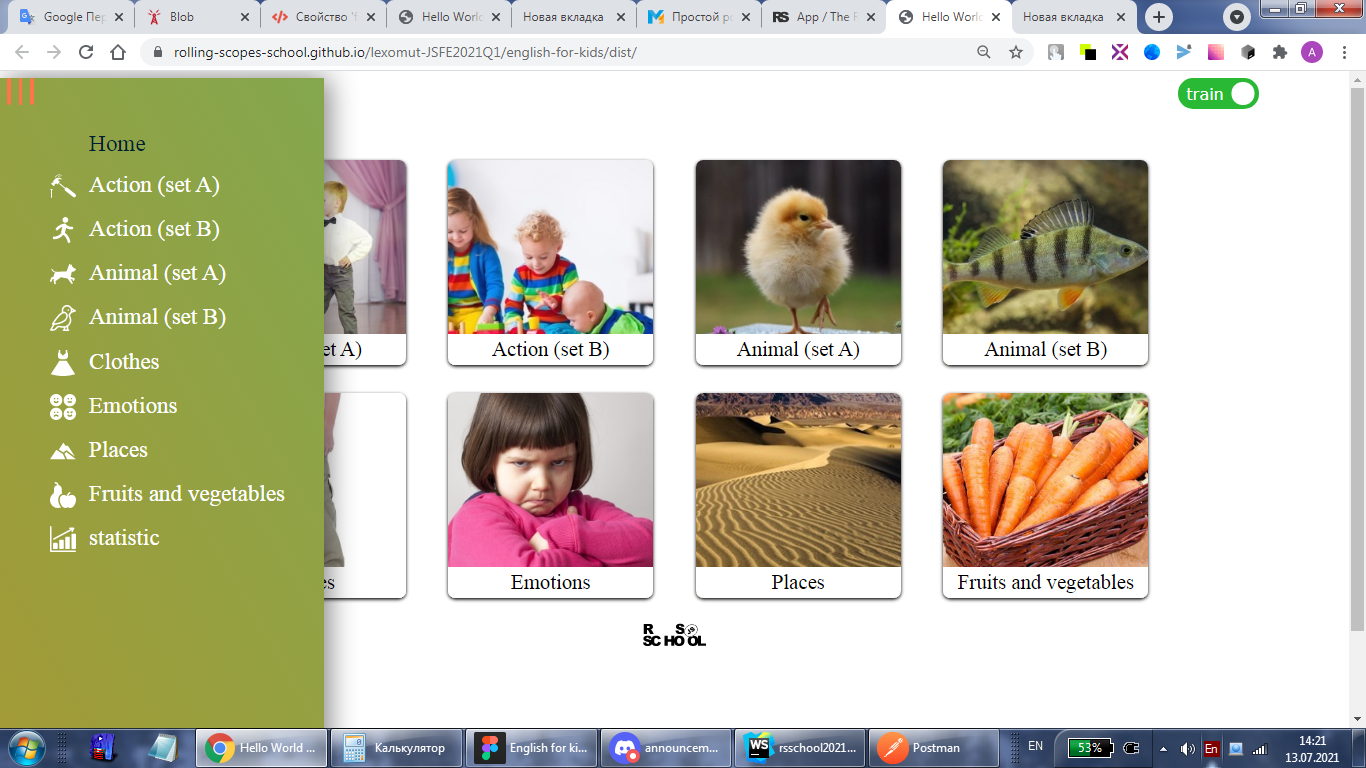 Google Пер
Blob
Свойство 'f
Hello World
Новая вкладка
Простой ро
App / The R
Hello World
Новая вкладка
rolling-scopes-school.github.io/lexomut-JSFE2021Q1/english-for-kids/dist/
A
train
Home
Action (set A)
Action (set B)
Animal (set A)
Animal (set B)
Clothes
Emotions
Places
Fruits and vegetables
statistic
et A)
Action (set B)
Animal (set A)
Animal (set B)
es
Emotions
Places
Fruits and vegetables
R S
SCHOOL
Hello World ...
Калькулятор
English for ki...
announcem...
WS
rsschool2021...
Postman
EN
53%
En
14:21
13.07.2021